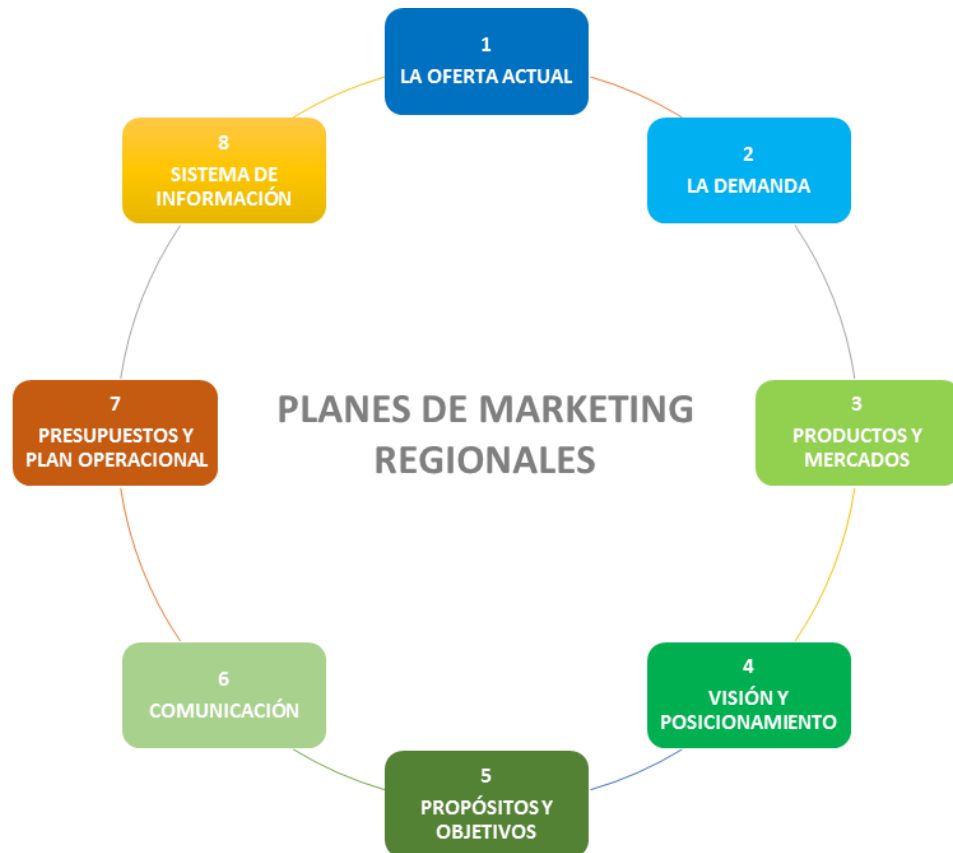 1
LA OFERTA ACTUAL
2
LA DEMANDA
3
PRODUCTOS Y
MERCADOS
4
VISIÓN Y
POSICIONAMIENTO
5
PROPÓSITOS Y
OBJETIVOS
6
COMUNICACIÓN
7
PRESUPUESTOS Y
PLAN OPERACIONAL
8
SISTEMA DE
INFORMACIÓN
PLANES DE MARKETING
REGIONALES